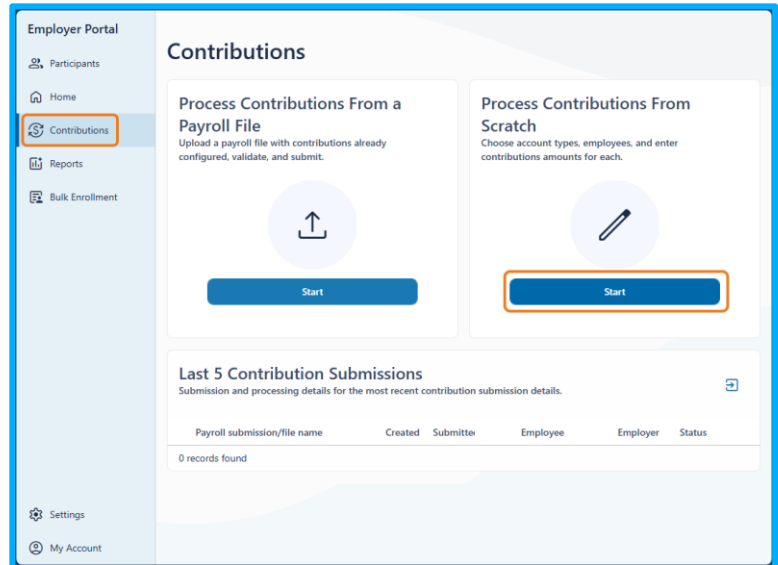 Employer Portal
Participants
Home
Contributions
Reports
Bulk Enrollment
Settings
My Account
Contributions
Process Contributions From a
Payroll File
Upload a payroll file with contributions already
configured, validate, and submit.
Start
Process Contributions From
Scratch
Choose account types, employees, and enter
contributions amounts for each.
Start
Last 5 Contribution Submissions
Submission and processing details for the most recent contribution submission details.
Payroll submission/file name Created Submitted Employee Employer Status
0 records found